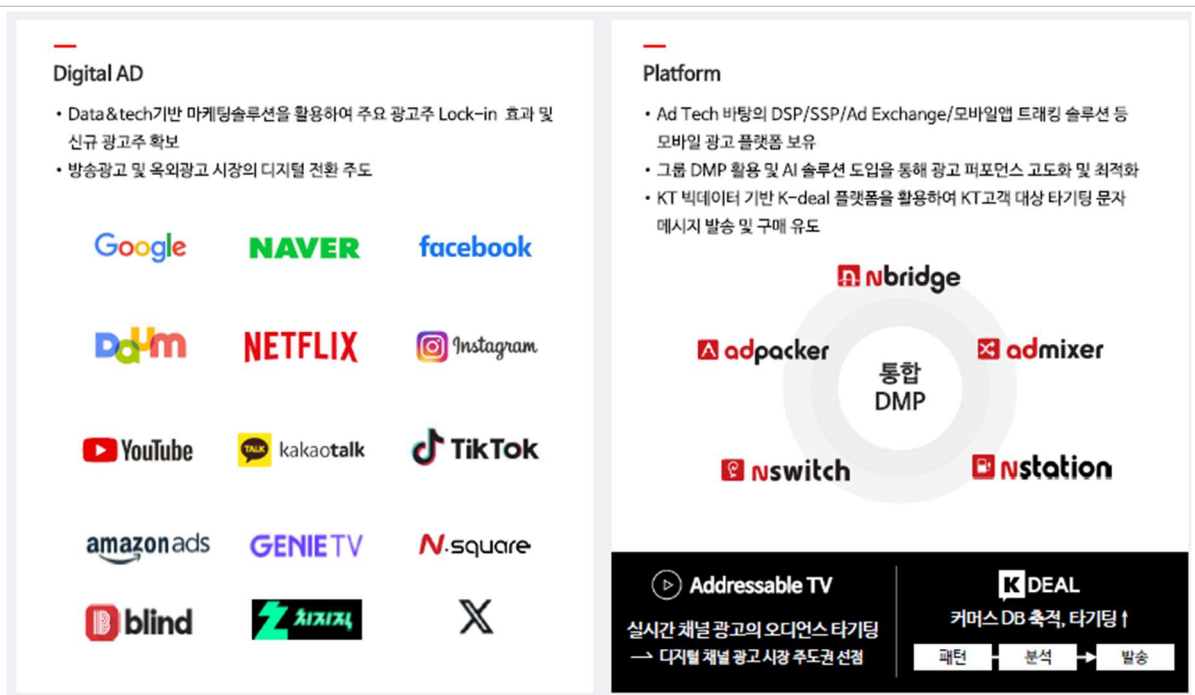 Digital AD
• Data&tech기반 마케팅솔루션을 활용하여 주요 광고주 Lock-in 효과 및
신규 광고주 확보
• 방송광고 및 옥외광고 시장의 디지털 전환 주도
Google NAVER facebook
Daum NETFLIX Instagram
YouTube TALK kakaotalk TikTok
amazon ads GENIE TV N.square
blind 치지직 X
Platform
• Ad Tech 바탕의 DSP/SSP/Ad Exchange/모바일앱 트래킹 솔루션 등
모바일 광고 플랫폼 보유
• 그룹 DMP 활용 및 AI 솔루션 도입을 통해 광고 퍼포먼스 고도화 및 최적화
• KT 빅데이터 기반 K-deal 플랫폼을 활용하여 KT고객 대상 타기팅 문자
메시지 발송 및 구매 유도
Nbridge
adpacker admixer
통합
DMP
Nswitch Nstation
Addressable TV
실시간 채널 광고의 오디언스 타기팅
→ 디지털 채널 광고 시장 주도권 선점
K DEAL
커머스 DB 축적, 타기팅↑
패턴 분석 발송